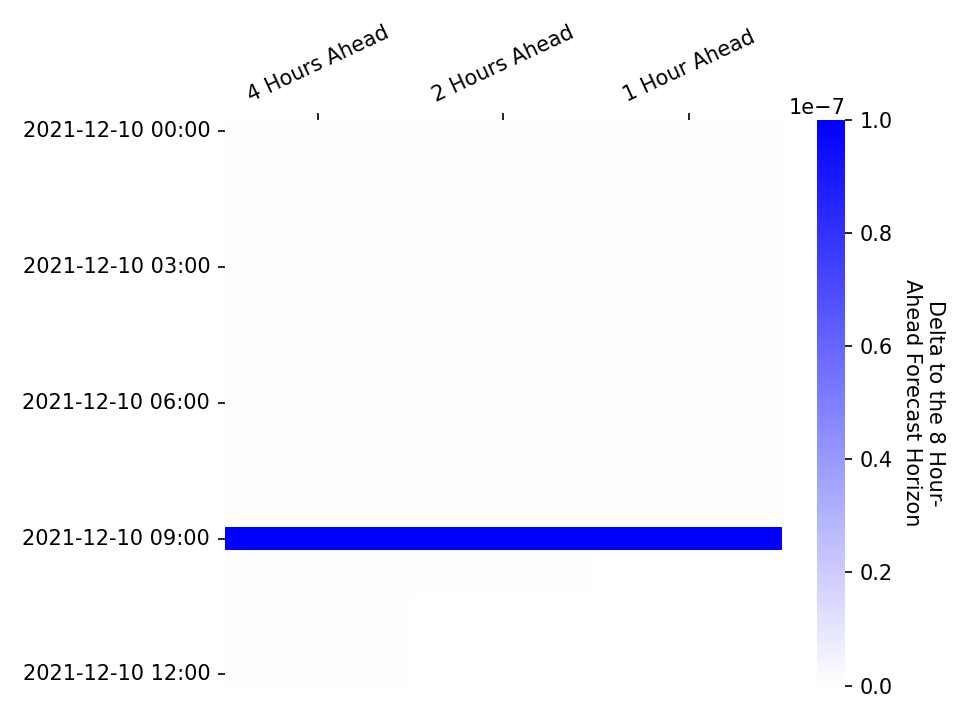 4 Hours Ahead
2 Hours Ahead
1 Hour Ahead
1e−7
2021-12-10 00:00
2021-12-10 03:00
2021-12-10 06:00
2021-12-10 09:00
2021-12-10 12:00
1.0
0.8
0.6
0.4
0.2
0.0
Delta to the 8 Hour-
Ahead Forecast Horizon